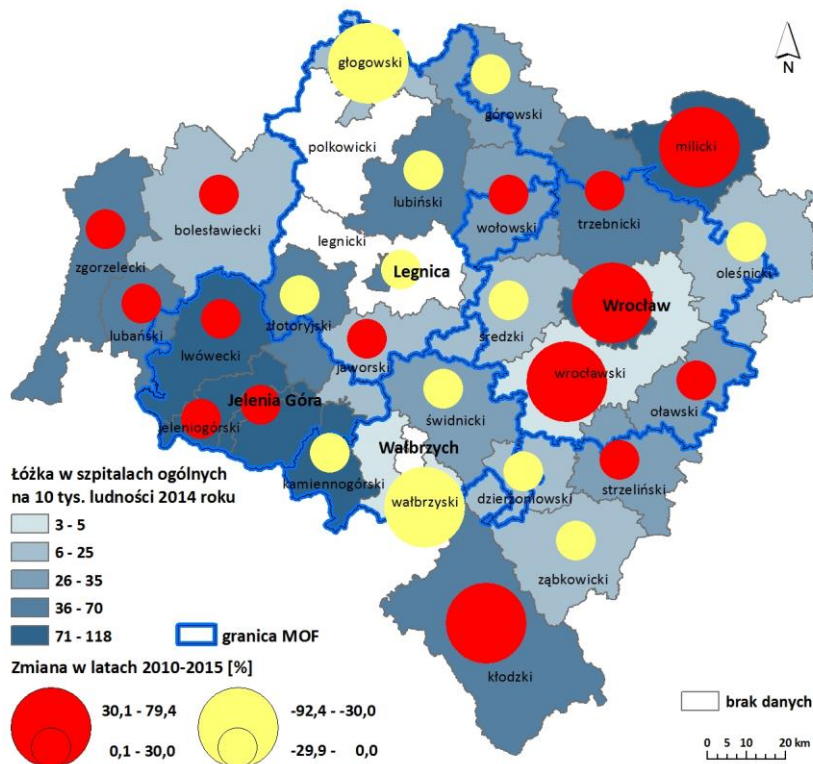 głogowski
N
górowski
milicki
polkowicki
lubiński
bolesławiecki
wołowski
trzebnicki
legnicki
zgorzelecki
Legnica
oleśnicki
Wrocław
lubański
złotoryjski
średzki
lwówecki
jaworski
wrocławski
Jelenia Góra
oławski
świdnicki
jeleniogórski
Wałbrzych
kamiennogórski
dzierżoniowski
strzeliński
wałbrzyski
ząbkowicki
kłodzki
Łóżka w szpitalach ogólnych
na 10 tys. ludności 2014 roku
3 - 5
6 - 25
26 - 35
36 - 70
71 - 118
granica MOF
Zmiana w latach 2010-2015 [%]
30,1 - 79,4
0,1 - 30,0
-92,4 - -30,0
-29,9 - 0,0
brak danych
0 5 10 20 km